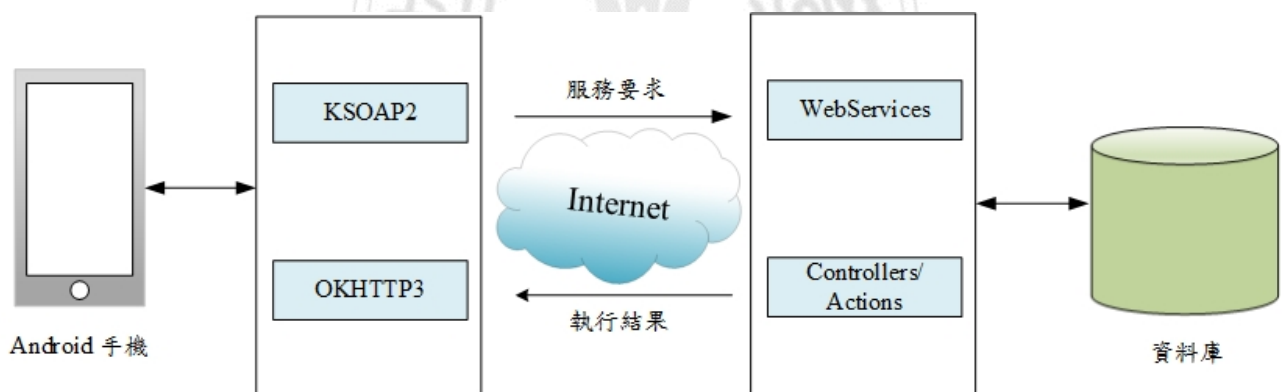 KSOAP2
服務要求
WebServices
Internet
OKHTTP3
Controllers/
Actions
執行結果
Android 手機
資料庫